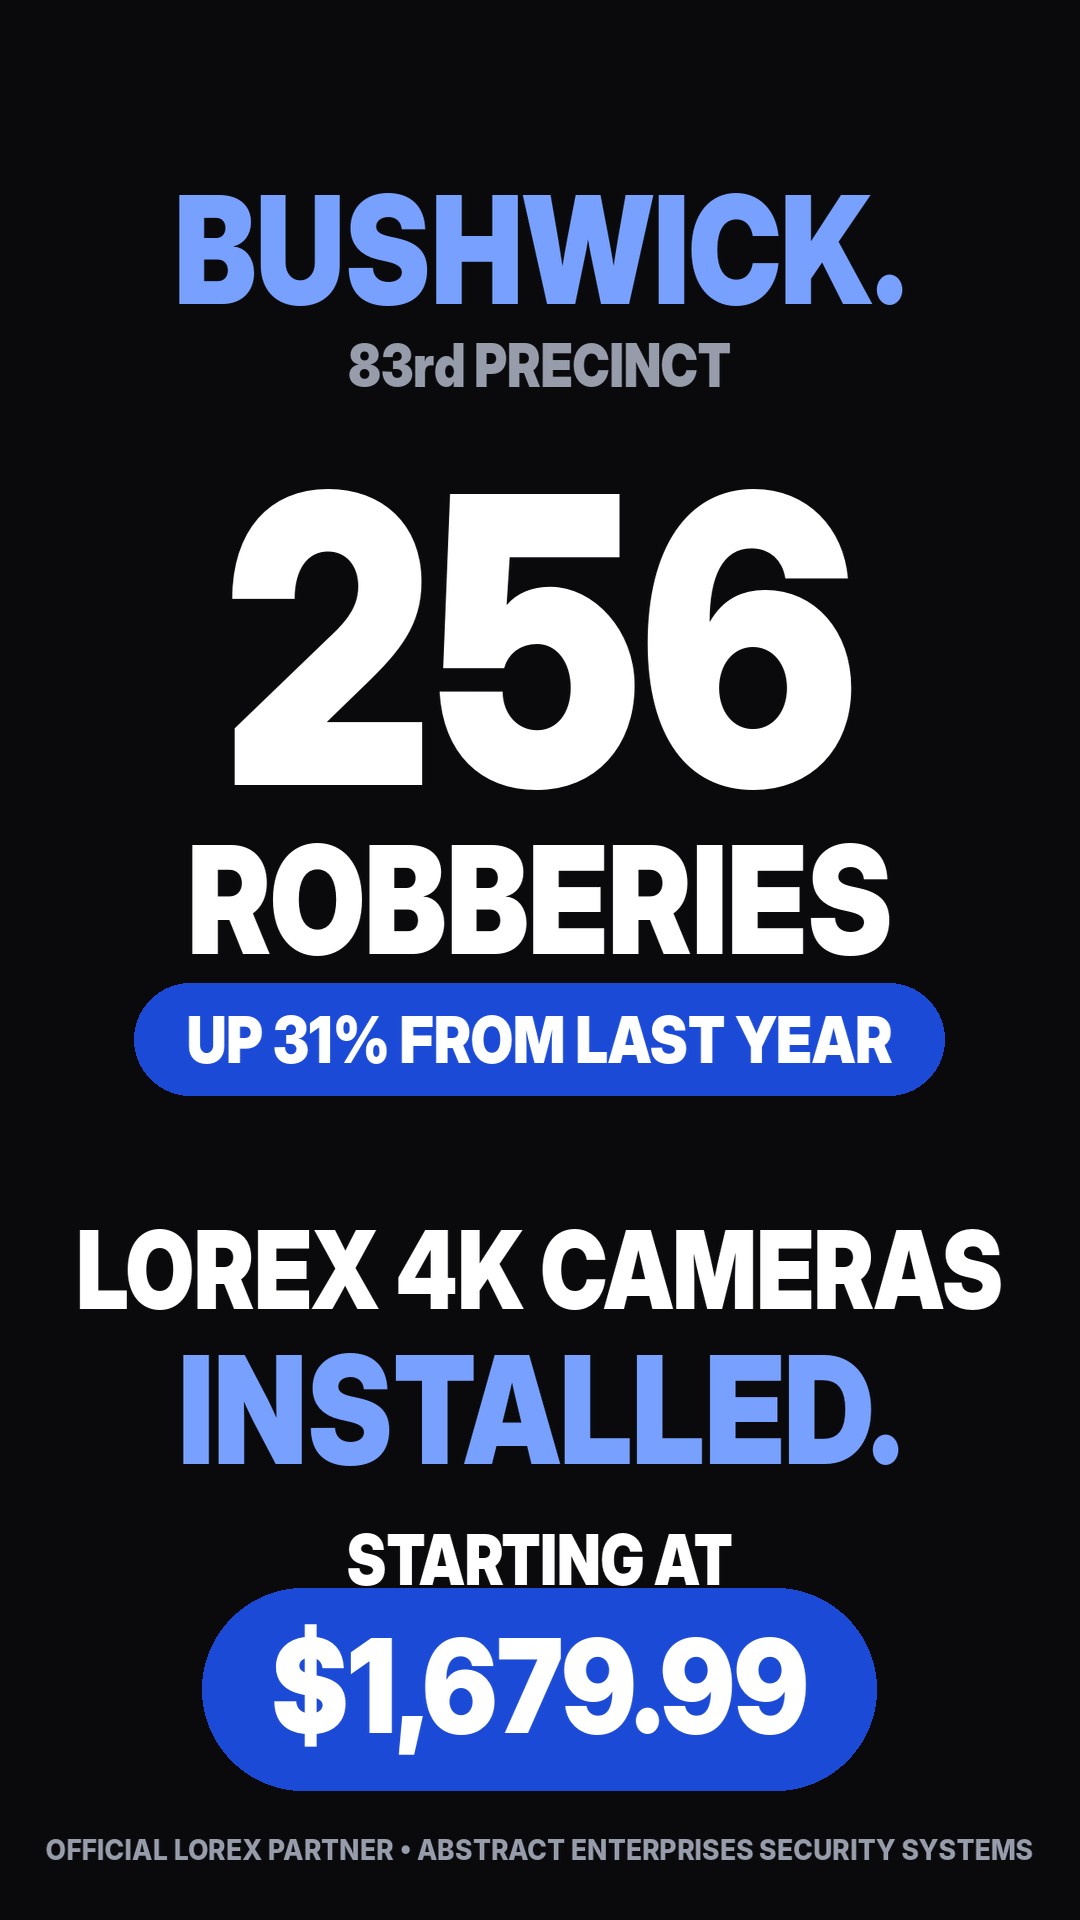 BUSHWICK.
83rd PRECINCT
256
ROBBERIES
UP 31% FROM LAST YEAR
LOREX 4K CAMERAS
INSTALLED.
STARTING AT
$1,679.99
OFFICIAL LOREX PARTNER • ABSTRACT ENTERPRISES SECURITY SYSTEMS